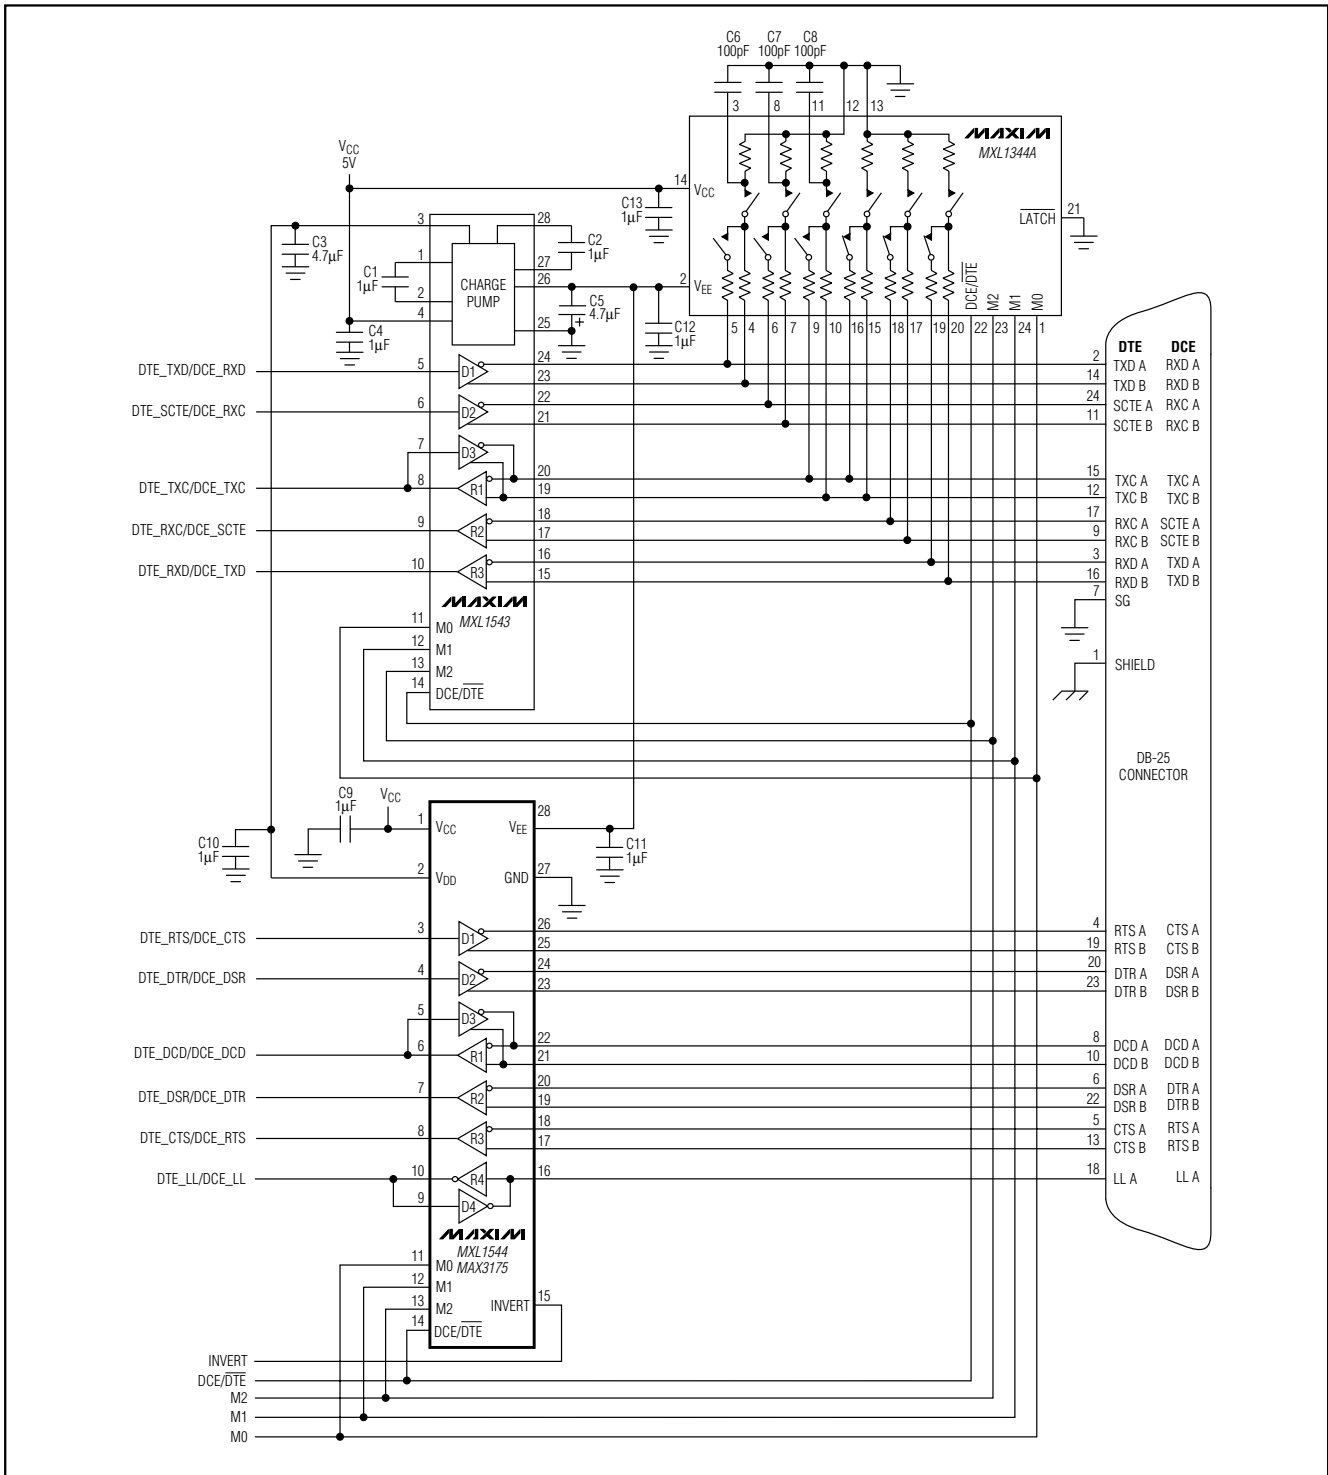 C6 C7 C8
100pF 100pF 100pF
3 8 11 12 13
MAXIM
MXL1344A
VCC
5V
14 VCC
C13
1μF
LATCH 21
3 28
C3
4.7μF
C2
1μF
1 27
C1
1μF
CHARGE
PUMP
26
2 VEE
DCE/DTE M2 M1 M0
2
C5
4.7μF
+
4 25
C4
1μF
C12
1μF
5 4 6 7 9 10 16 15 18 17 19 20 22 23 24 1
DTE DCE
DTE_TXD/DCE_RXD 5 D1 24 2 TXD A RXD A
23 14 TXD B RXD B
DTE_SCTE/DCE_RXC 6 D2 22 24 SCTE A RXC A
21 11 SCTE B RXC B
7 D3
20 15 TXC A TXC A
DTE_TXC/DCE_TXC 8 R1 19 12 TXC B TXC B
18 17 RXC A SCTE A
DTE_RXC/DCE_SCTE 9 R2 17 9 RXC B SCTE B
16 3 RXD A TXD A
DTE_RXD/DCE_TXD 10 R3 15 16 RXD B TXD B
7 SG
MAXIM
MXL1543
11 M0
12 M1
13 M2
14 DCE/DTE
1 SHIELD
DB-25
CONNECTOR
C9
1μF
VCC
1 VCC VEE 28
C10
1μF
C11
1μF
2 VDD GND 27
DTE_RTS/DCE_CTS 3 D1 26 4 RTS A CTS A
25 19 RTS B CTS B
DTE_DTR/DCE_DSR 4 D2 24 20 DTR A DSR A
23 23 DTR B DSR B
5 D3
22 8 DCD A DCD A
DTE_DCD/DCE_DCD 6 R1 21 10 DCD B DCD B
20 6 DSR A DTR A
DTE_DSR/DCE_DTR 7 R2 19 22 DSR B DTR B
18 5 CTS A RTS A
DTE_CTS/DCE_RTS 8 R3 17 13 CTS B RTS B
DTE_LL/DCE_LL 10 R4 16 18 LL A LL A
9 D4
MAXIM
MXL1544
MAX3175
11 M0
12 M1
13 M2
INVERT 15
14 DCE/DTE
INVERT
DCE/DTE
M2
M1
M0